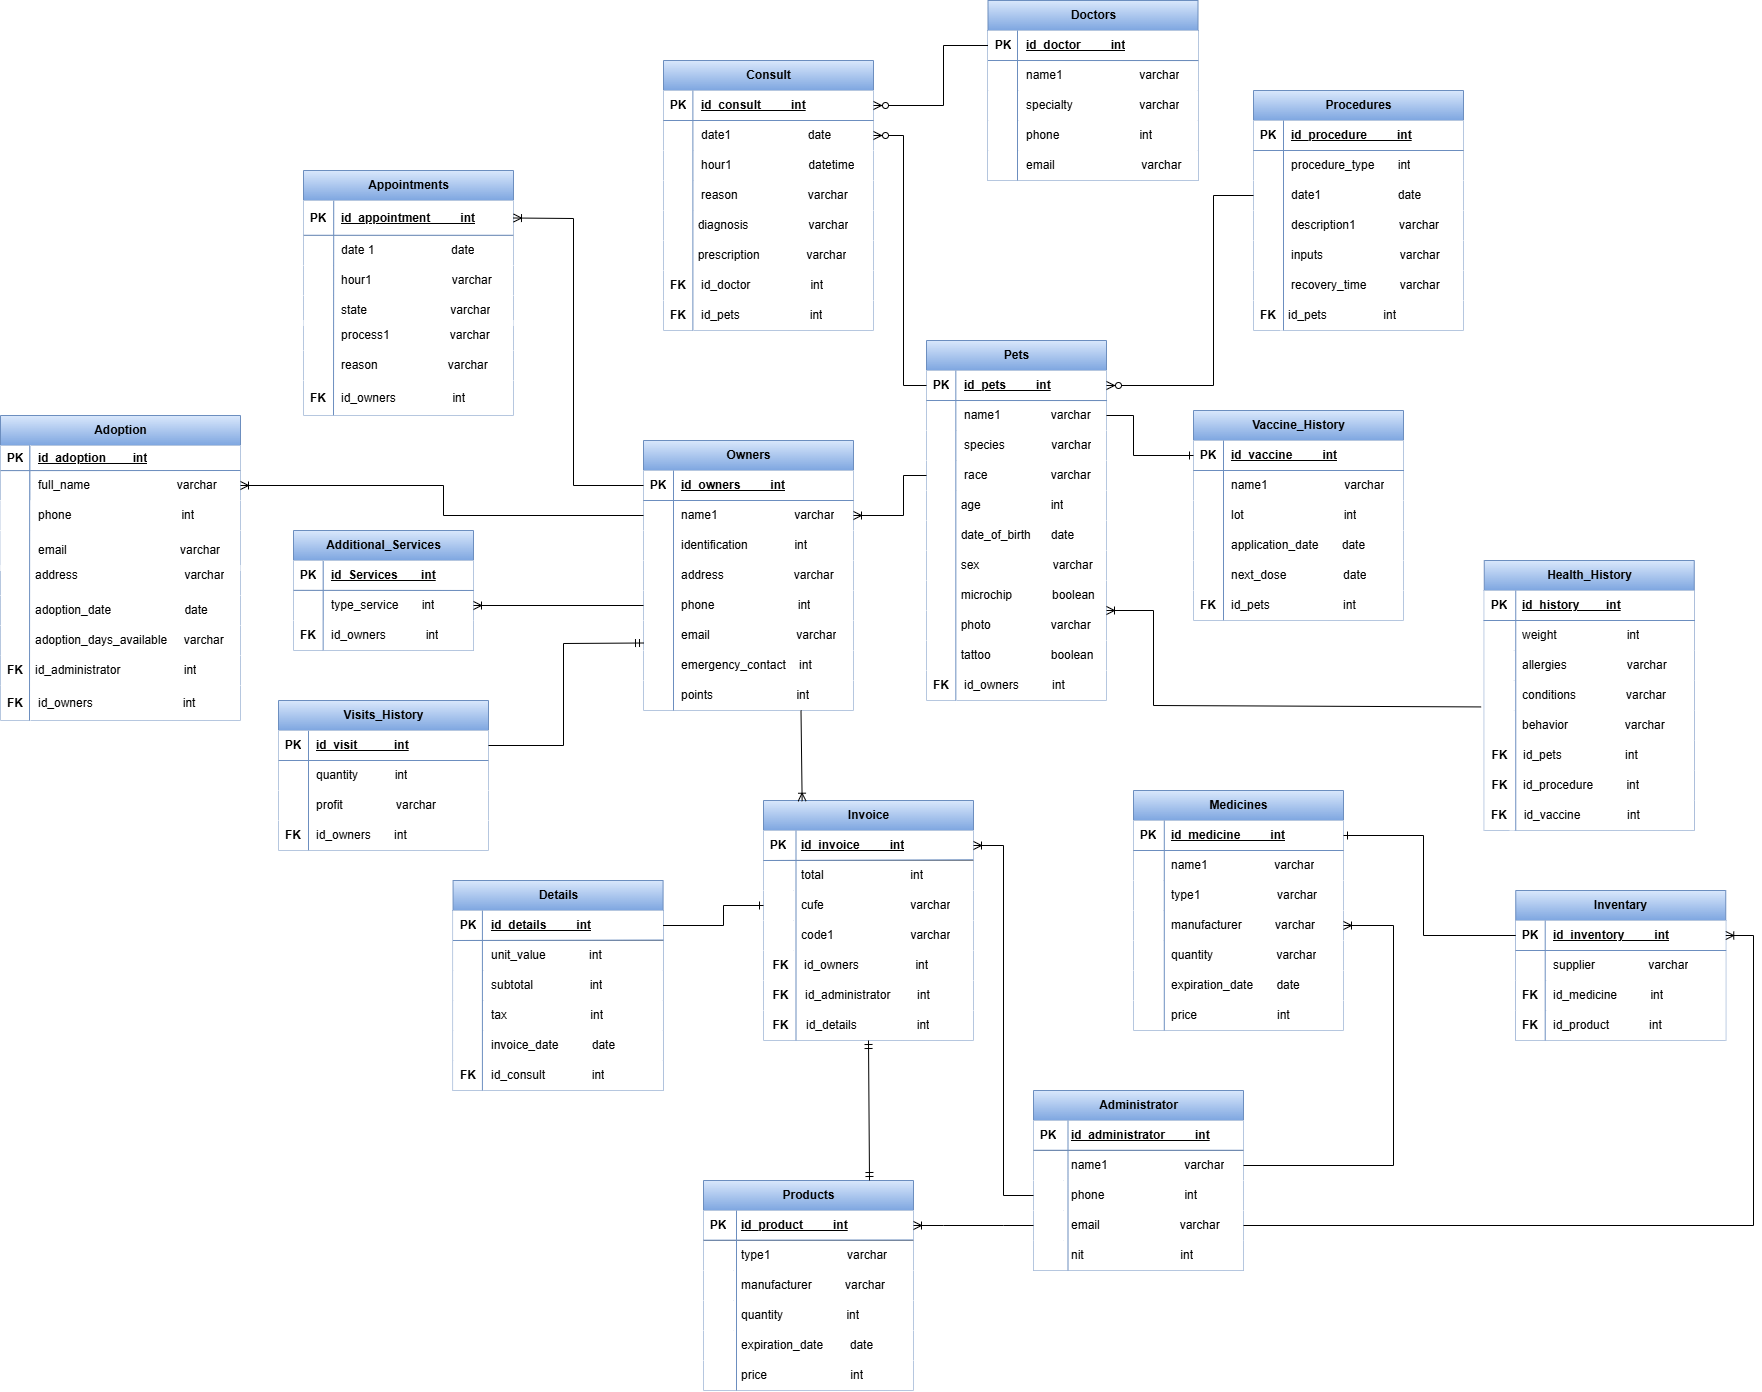 Doctors
PK id_doctor int
name1 varchar
specialty varchar
phone int
email varchar
Consult
PK id_consult int
date1 date
hour1 datetime
reason varchar
diagnosis varchar
prescription varchar
FK id_doctor int
FK id_pets int
Procedures
PK id_procedure int
procedure_type int
date1 date
description1 varchar
inputs varchar
recovery_time varchar
FK id_pets int
Appointments
PK id_appointment int
date 1 date
hour1 varchar
state varchar
process1 varchar
reason varchar
FK id_owners int
Pets
PK id_pets int
name1 varchar
species varchar
race varchar
age int
date_of_birth date
sex varchar
microchip boolean
photo varchar
tattoo boolean
FK id_owners int
Vaccine_History
PK id_vaccine int
name1 varchar
lot int
application_date date
next_dose date
FK id_pets int
Adoption
PK id_adoption int
full_name varchar
phone int
email varchar
address varchar
adoption_date date
adoption_days_available varchar
FK id_administrator int
FK id_owners int
Owners
PK id_owners int
name1 varchar
identification int
address varchar
phone int
email varchar
emergency_contact int
points int
Additional_Services
PK id_Services int
type_service int
FK id_owners int
Health_History
PK id_history int
weight int
allergies varchar
conditions varchar
behavior varchar
FK id_pets int
FK id_procedure int
FK id_vaccine int
Visits_History
PK id_visit int
quantity int
profit varchar
FK id_owners int
Invoice
PK id_invoice int
total int
cufe varchar
code1 varchar
FK id_owners int
FK id_administrator int
FK id_details int
Medicines
PK id_medicine int
name1 varchar
type1 varchar
manufacturer varchar
quantity varchar
expiration_date date
price int
Details
PK id_details int
unit_value int
subtotal int
tax int
invoice_date date
FK id_consult int
Inventary
PK id_inventory int
supplier varchar
FK id_medicine int
FK id_product int
Administrator
PK id_administrator int
name1 varchar
phone int
email varchar
nit int
Products
PK id_product int
type1 varchar
manufacturer varchar
quantity int
expiration_date date
price int